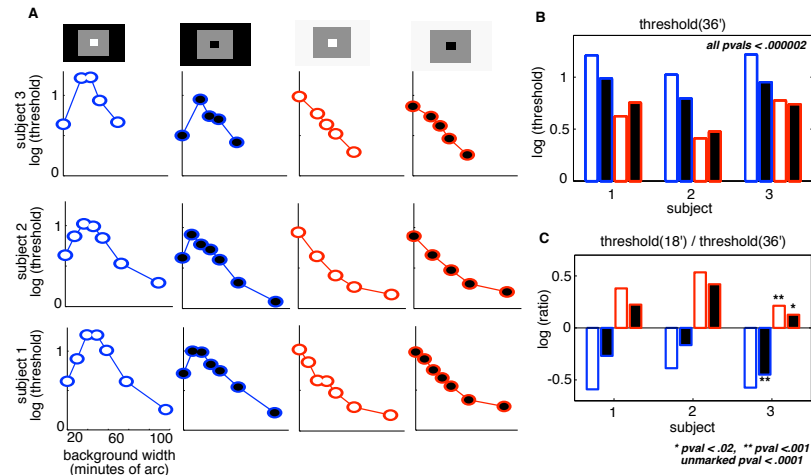 A
subject 3
log (threshold)
1
0
subject 2
log (threshold)
1
0
subject 1
log (threshold)
1
0
20 60 100
background width
(minutes of arc)
B
threshold(36')
all pvals < .000002
log (threshold)
1
0.5
0
1 2 3
subject
C
threshold(18') / threshold(36')
log (ratio)
0.5
0
-0.5
** *
**
1 2 3
subject
* pval < .02, ** pval <.001
unmarked pval < .0001